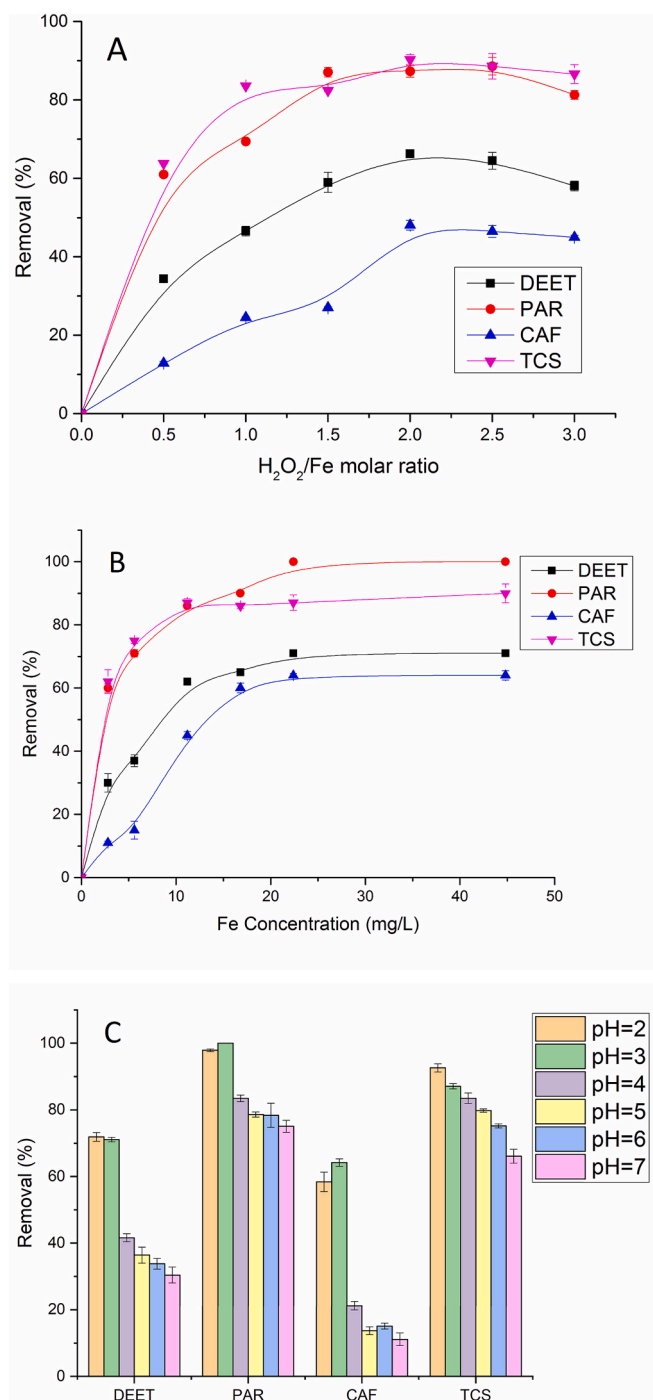 A
100
80
60
40
20
0
Removal (%)
DEET
PAR
CAF
TCS
0.0 0.5 1.0 1.5 2.0 2.5 3.0
H₂O₂/Fe molar ratio
B
100
80
60
40
20
0
Removal (%)
DEET
PAR
CAF
TCS
0 10 20 30 40 50
Fe Concentration (mg/L)
C
100
80
60
40
20
0
Removal (%)
pH=2
pH=3
pH=4
pH=5
pH=6
pH=7
DEET PAR CAF TCS